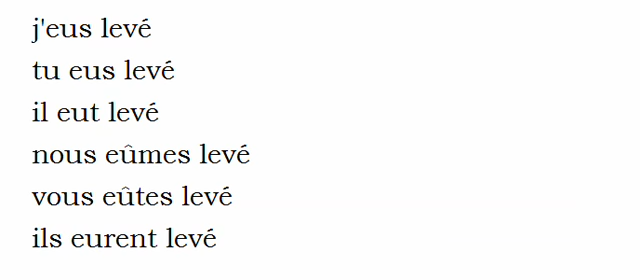 j'eus levé
tu eus levé
il eut levé
nous eûmes levé
vous eûtes levé
ils eurent levé